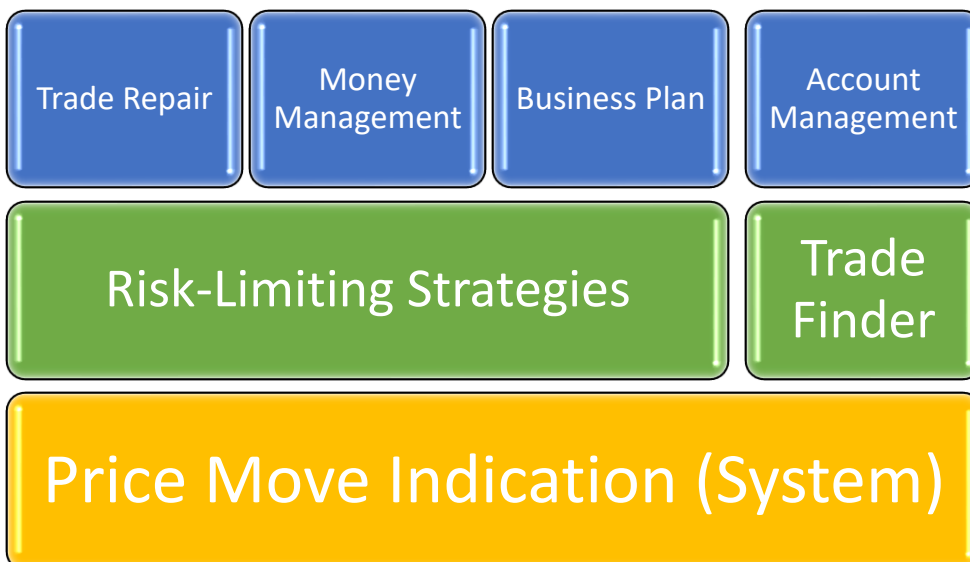 Trade Repair
Money
Management
Business Plan
Account
Management
Risk-Limiting Strategies
Trade
Finder
Price Move Indication (System)